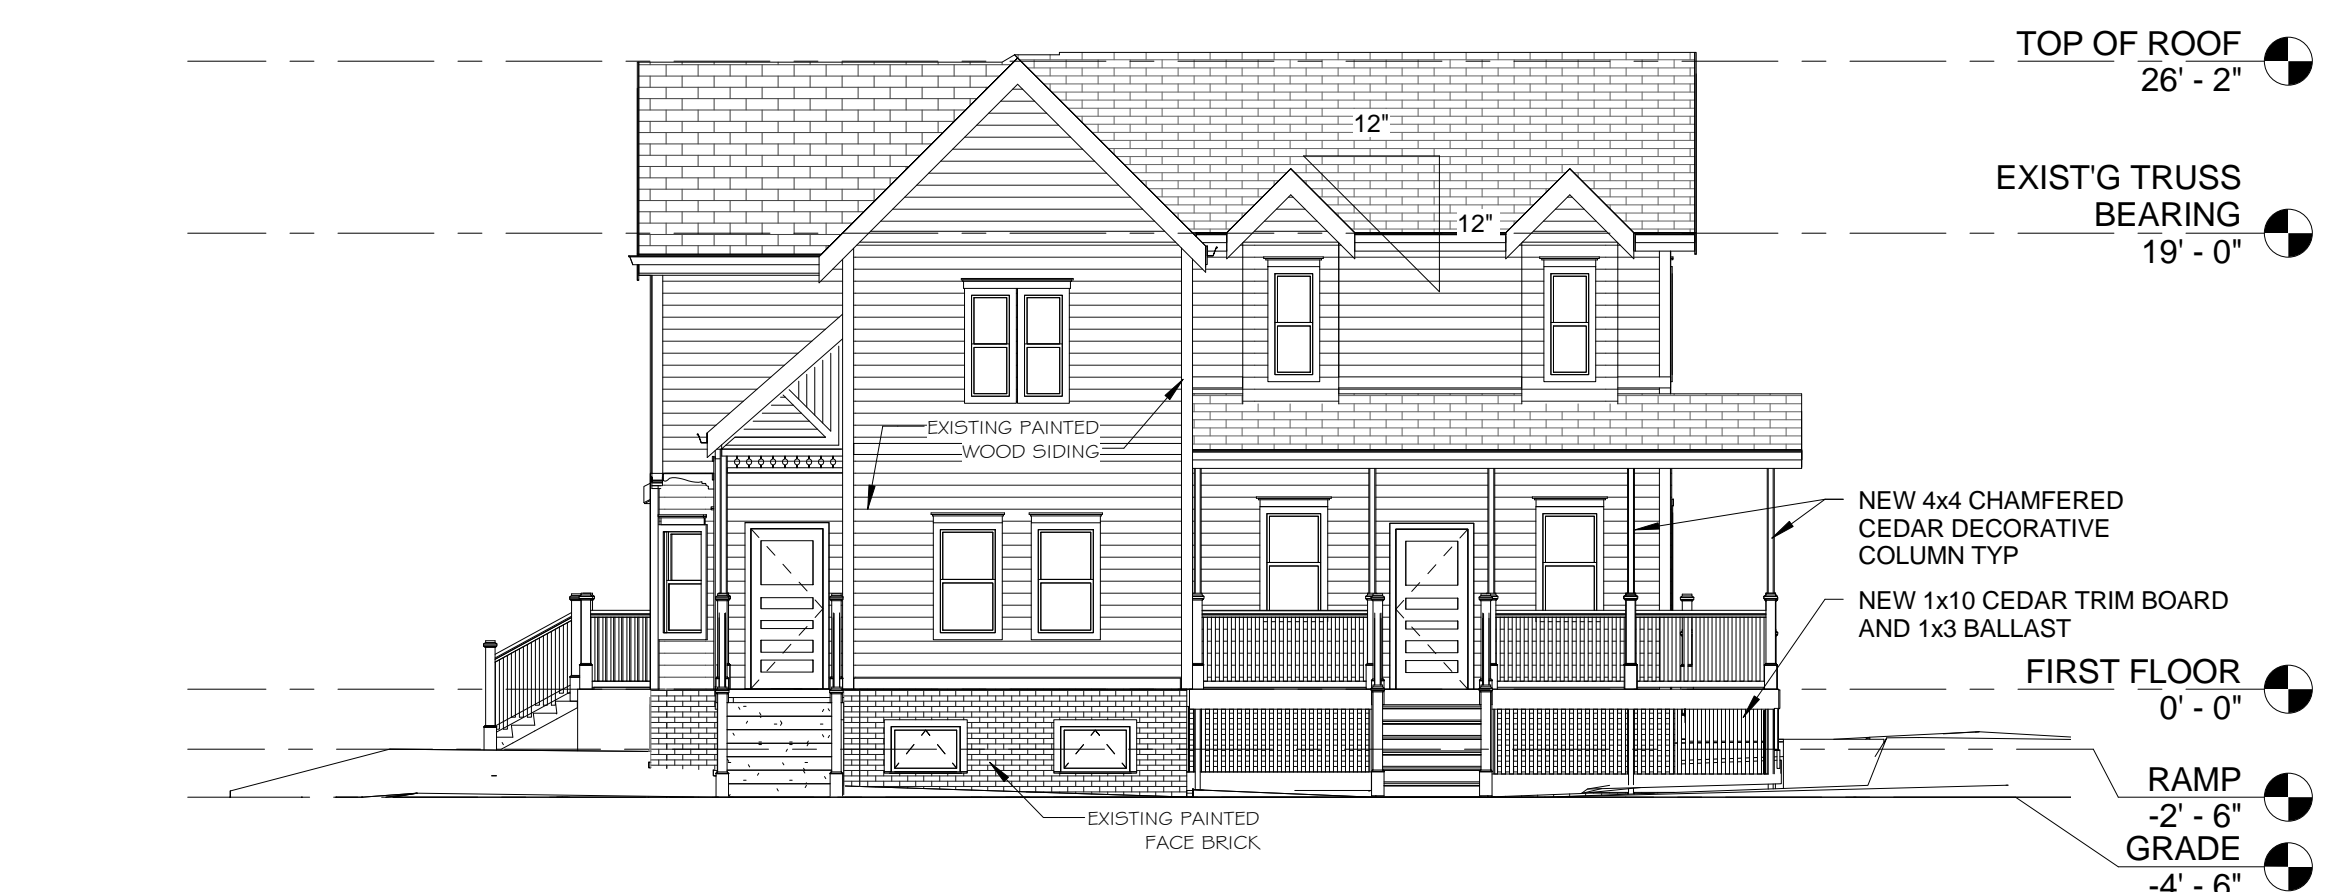 TOP OF ROOF
26' - 2"
12"
EXIST'G TRUSS
BEARING
19' - 0"
12"
EXISTING PAINTED
WOOD SIDING
NEW 4x4 CHAMFERED
CEDAR DECORATIVE
COLUMN TYP
NEW 1x10 CEDAR TRIM BOARD
AND 1x3 BALLAST
FIRST FLOOR
0' - 0"
RAMP
-2' - 6"
EXISTING PAINTED
FACE BRICK
GRADE
-4' - 6"